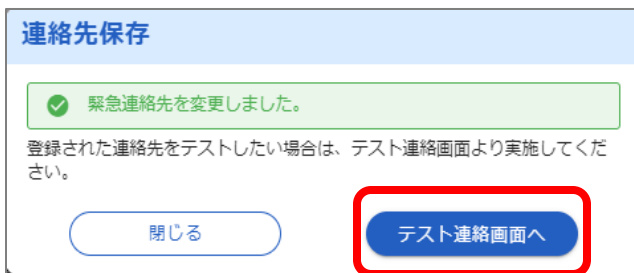 連絡先保存
緊急連絡先を変更しました。
登録された連絡先をテストしたい場合は、テスト連絡画面より実施してくだ
さい。
閉じる
テスト連絡画面へ